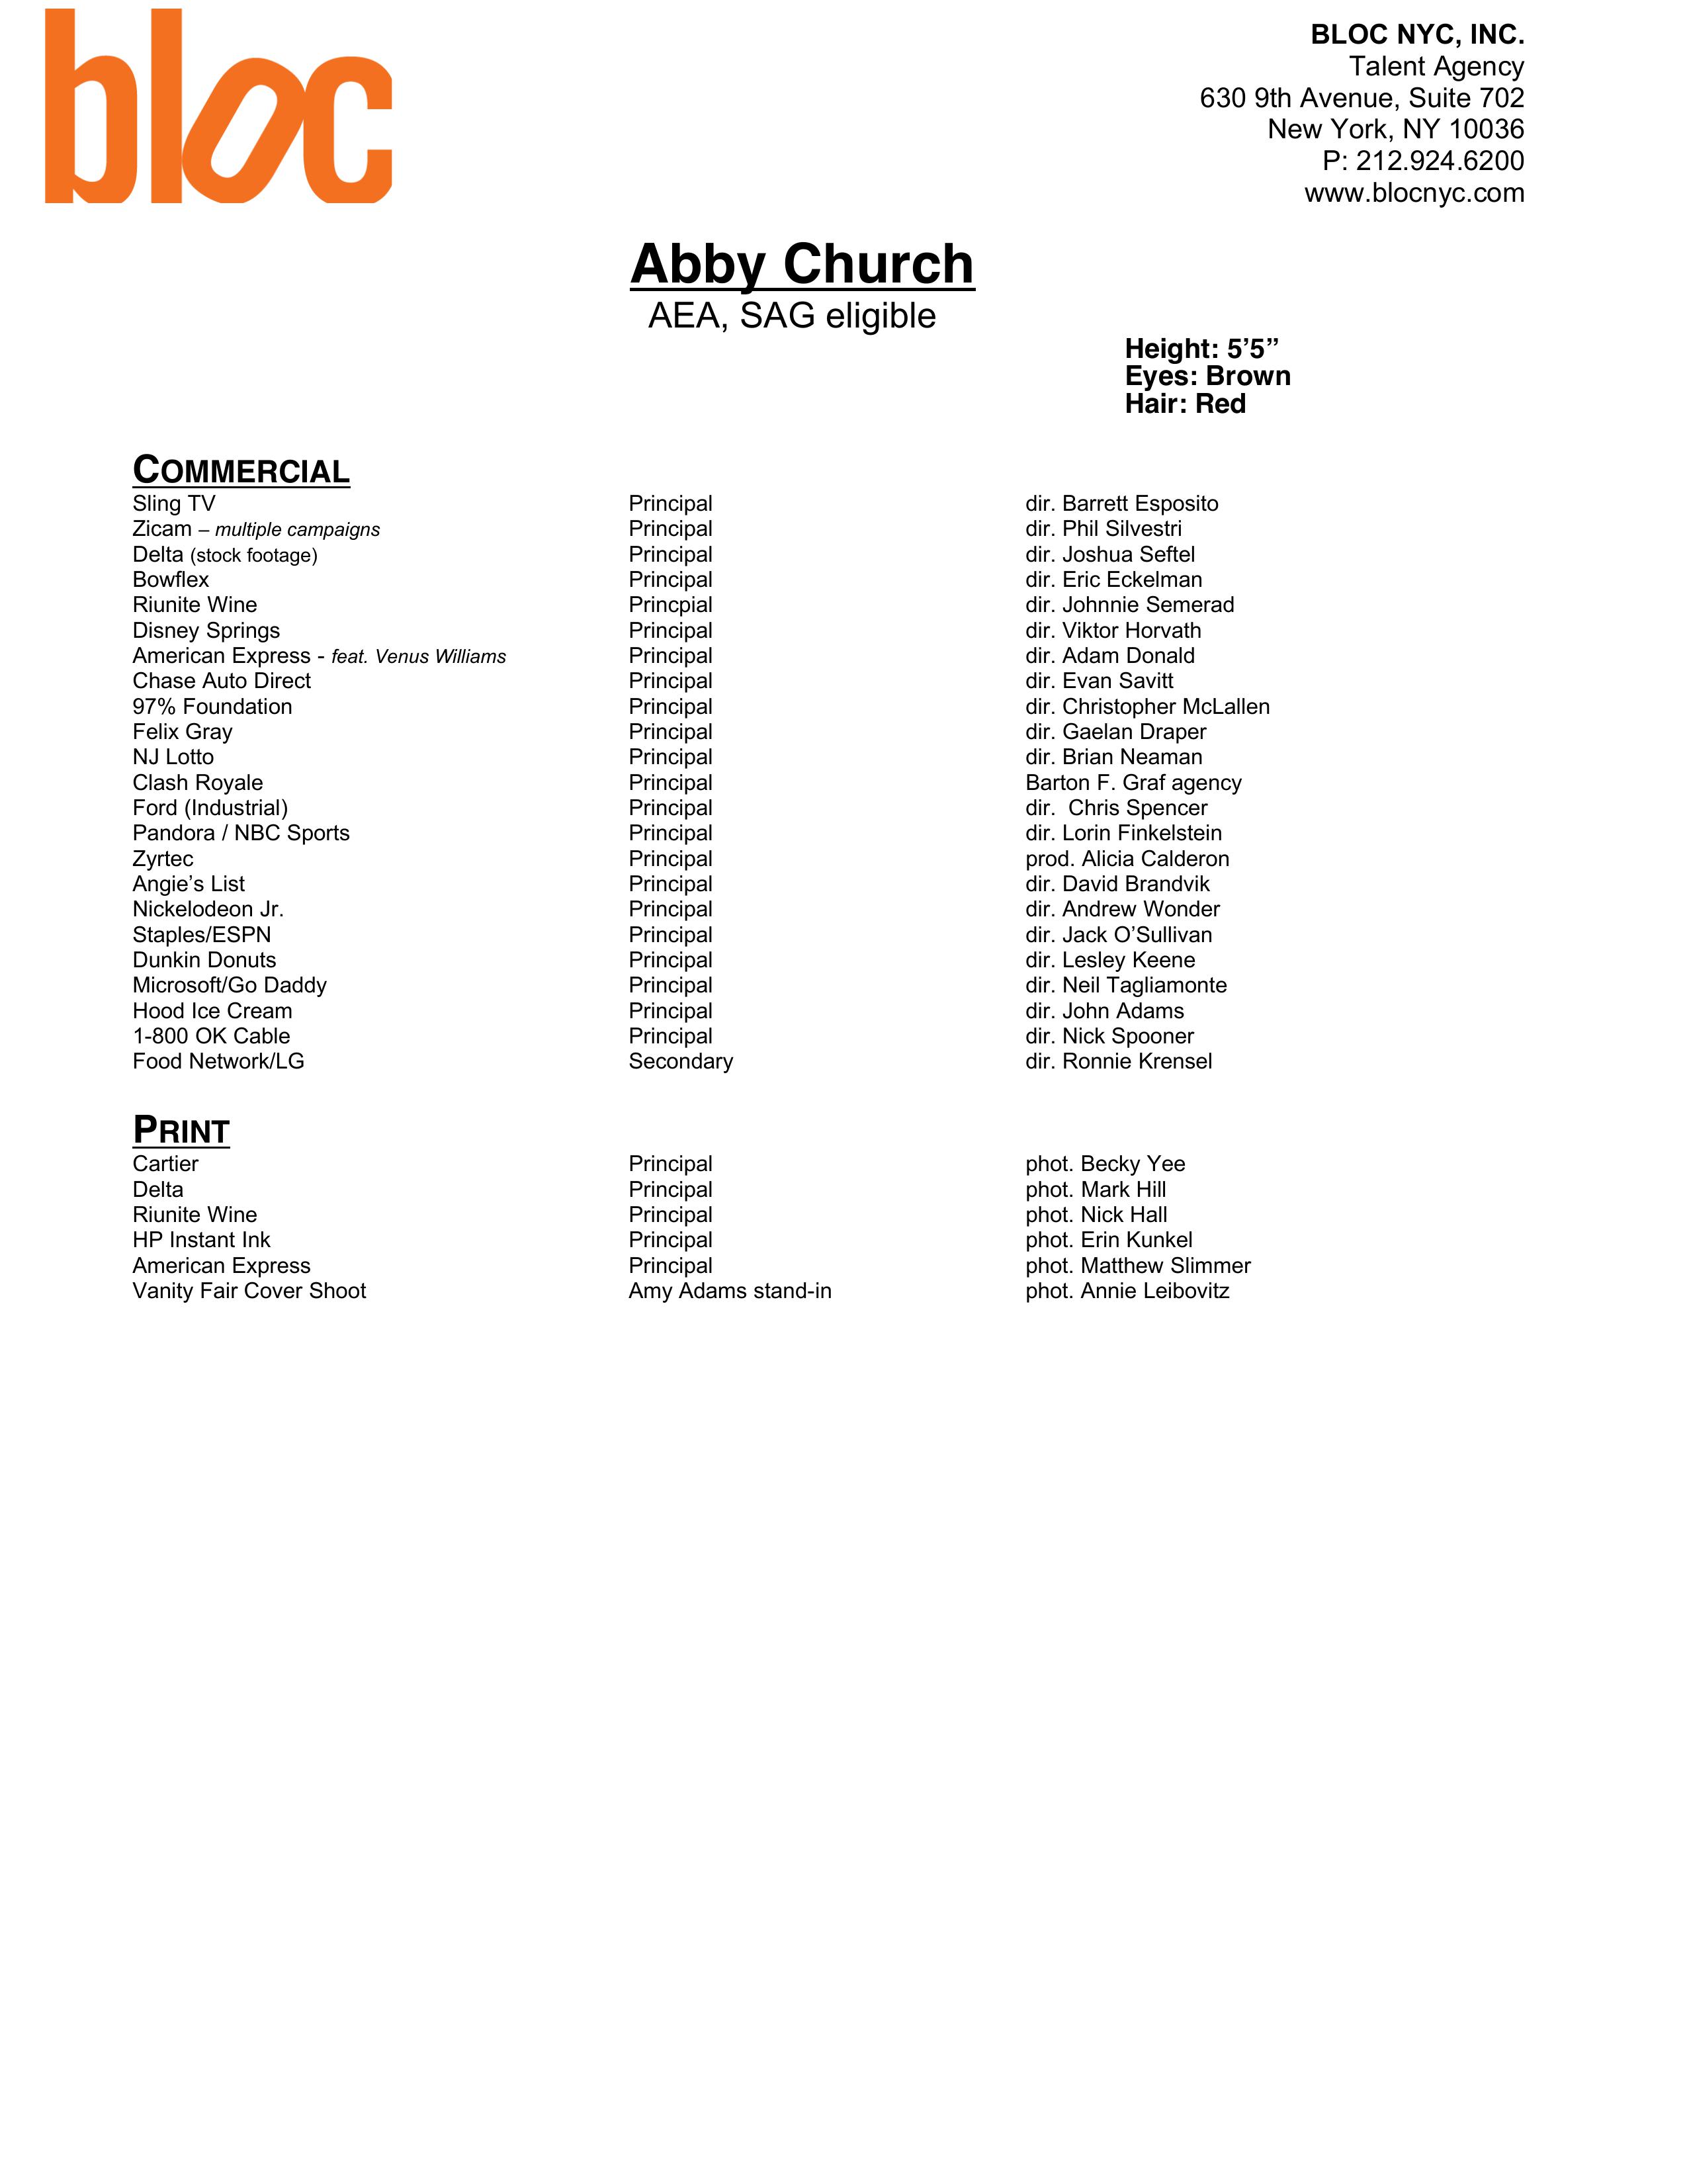 bloc
BLOC NYC, INC.
Talent Agency
630 9th Avenue, Suite 702
New York, NY 10036
P: 212.924.6200
www.blocnyc.com
Abby Church
AEA, SAG eligible
Height: 5’5”
Eyes: Brown
Hair: Red
COMMERCIAL
Sling TV Principal dir. Barrett Esposito
Zicam – multiple campaigns Principal dir. Phil Silvestri
Delta (stock footage) Principal dir. Joshua Seftel
Bowflex Principal dir. Eric Eckelman
Riunite Wine Princpial dir. Johnnie Semerad
Disney Springs Principal dir. Viktor Horvath
American Express - feat. Venus Williams Principal dir. Adam Donald
Chase Auto Direct Principal dir. Evan Savitt
97% Foundation Principal dir. Christopher McLallen
Felix Gray Principal dir. Gaelan Draper
NJ Lotto Principal dir. Brian Neaman
Clash Royale Principal Barton F. Graf agency
Ford (Industrial) Principal dir.  Chris Spencer
Pandora / NBC Sports Principal dir. Lorin Finkelstein
Zyrtec Principal prod. Alicia Calderon
Angie’s List Principal dir. David Brandvik
Nickelodeon Jr. Principal dir. Andrew Wonder
Staples/ESPN Principal dir. Jack O’Sullivan
Dunkin Donuts Principal dir. Lesley Keene
Microsoft/Go Daddy Principal dir. Neil Tagliamonte
Hood Ice Cream Principal dir. John Adams
1-800 OK Cable Principal dir. Nick Spooner
Food Network/LG Secondary dir. Ronnie Krensel
PRINT
Cartier Principal phot. Becky Yee
Delta Principal phot. Mark Hill
Riunite Wine Principal phot. Nick Hall
HP Instant Ink Principal phot. Erin Kunkel
American Express Principal phot. Matthew Slimmer
Vanity Fair Cover Shoot Amy Adams stand-in phot. Annie Leibovitz